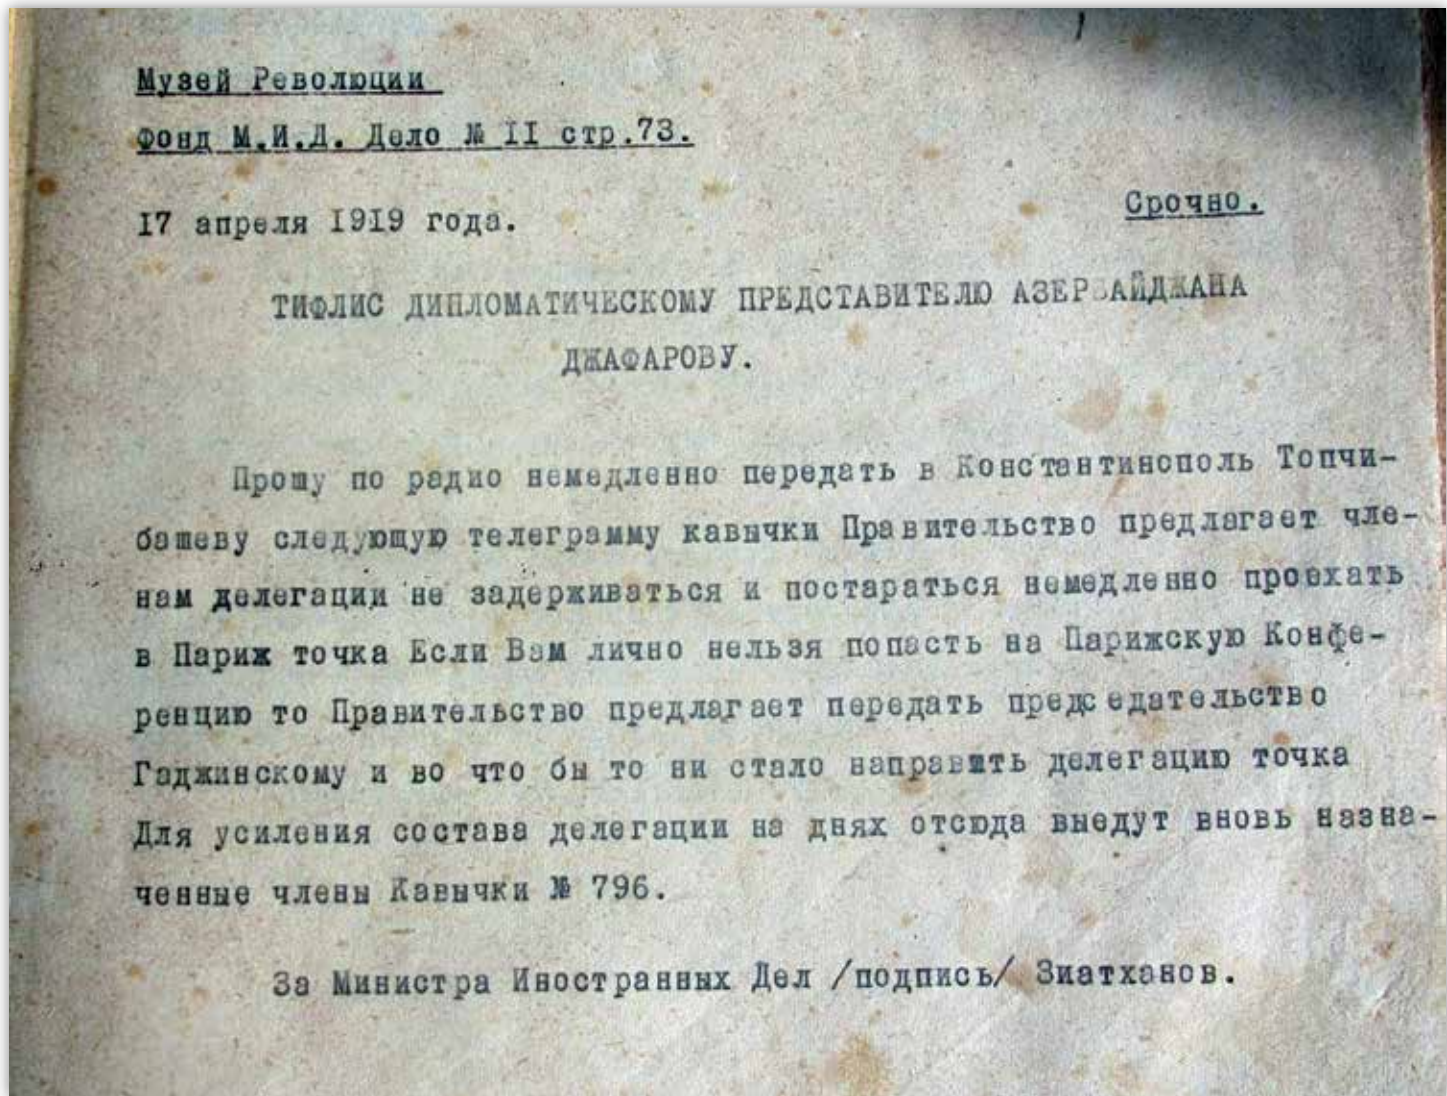 Музей Революции
Фонд М.И.Д. Дело № II стр.73.
Срочно.
I7 апреля I9I9 года.
ТИФЛИС ДИПЛОМАТИЧЕСКОМУ ПРЕДСТАВИТЕЛЮ АЗЕРБАЙДЖАНА
ДЖАФАРОВУ.
Прошу по радио немедленно передать в Константинополь Топчи-
башеву следующую телеграмму кавычки Правительство предлагает чле-
нам делегации не задерживаться и постараться немедленно проехать
в Париж точка Если Вам лично нельзя попасть на Парижскую Конфе-
ренцию то Правительство предлагает передать председательство
Гаджинскому и во что бы то ни стало направить делегацию точка
Для усиления состава делегации на днях отсюда выедут вновь назна-
ченные члены Кавычки № 796.
За Министра Иностранных Дел /подпись/ Зиатханов.